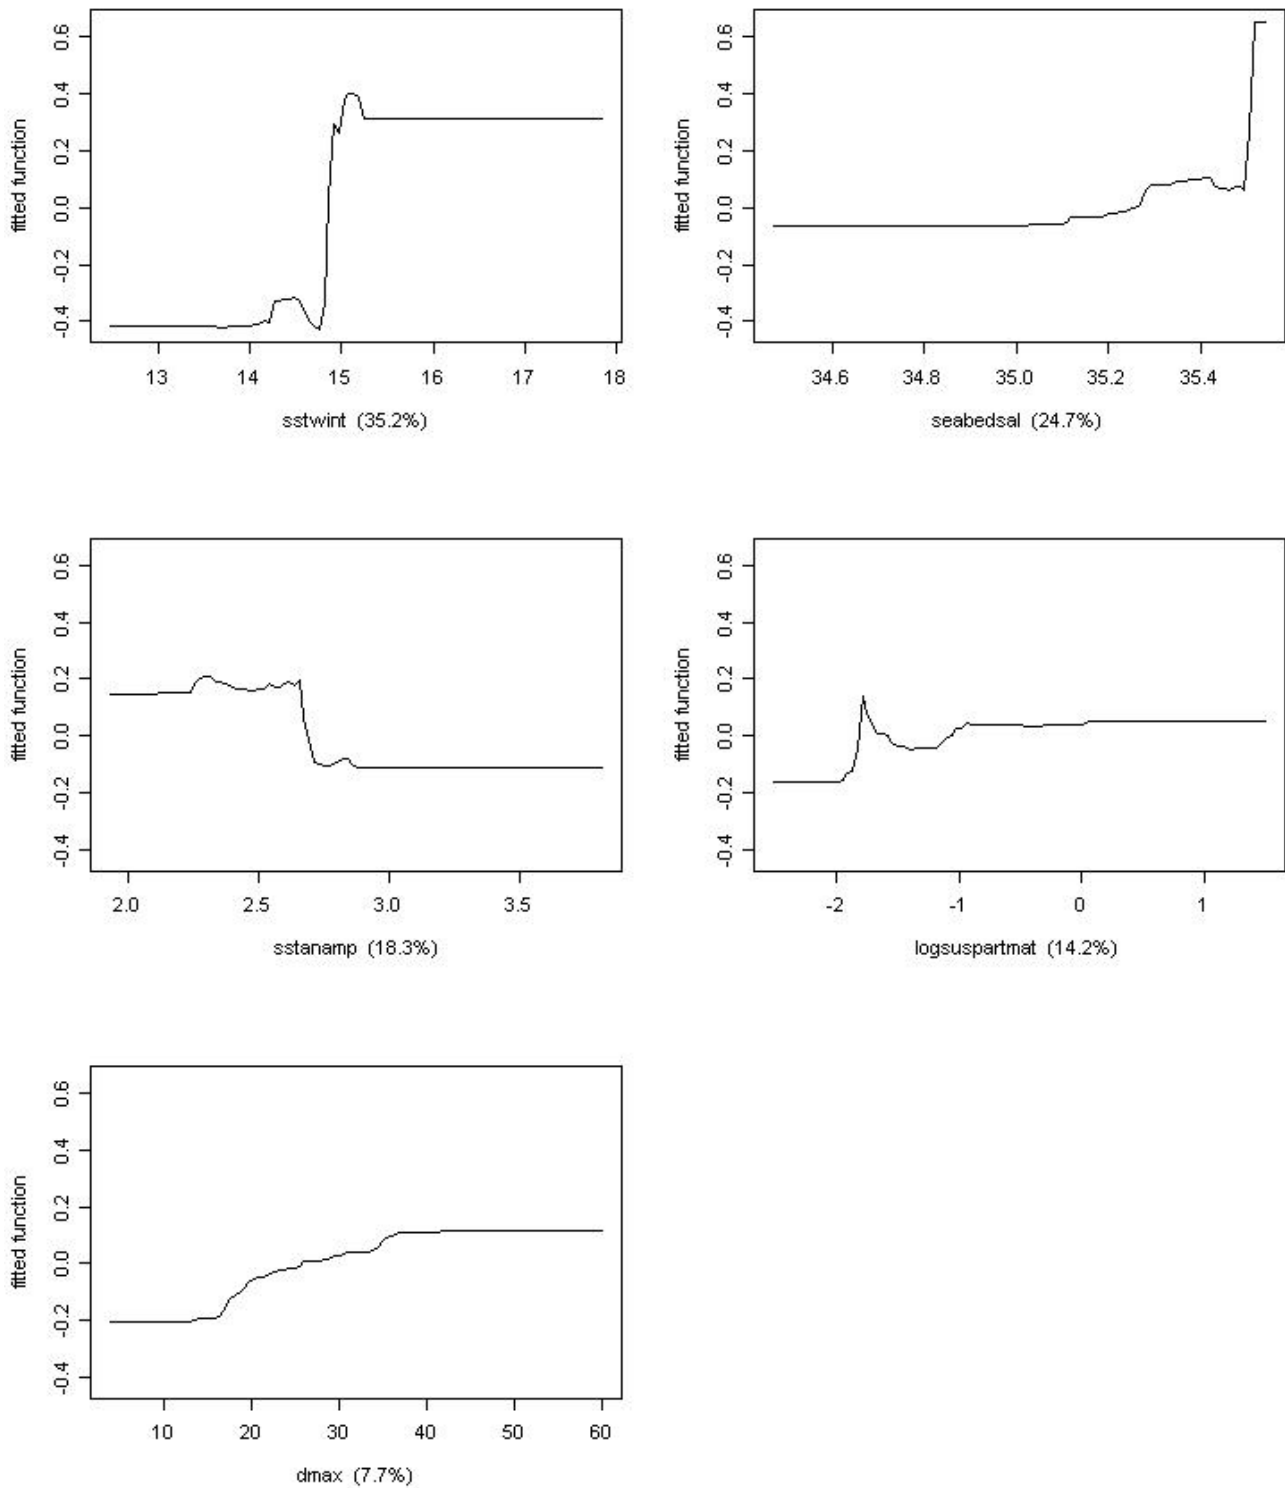 fitted function
0.6
0.4
0.2
0.0
-0.2
-0.4
13 14 15 16 17 18
sstwint (35.2%)
fitted function
0.6
0.4
0.2
0.0
-0.2
-0.4
34.6 34.8 35.0 35.2 35.4
seabedsal (24.7%)
fitted function
0.6
0.4
0.2
0.0
-0.2
-0.4
2.0 2.5 3.0 3.5
sstanamp (18.3%)
fitted function
0.6
0.4
0.2
0.0
-0.2
-0.4
-2 -1 0 1
logsuspartmat (14.2%)
fitted function
0.6
0.4
0.2
0.0
-0.2
-0.4
10 20 30 40 50 60
dmax (7.7%)